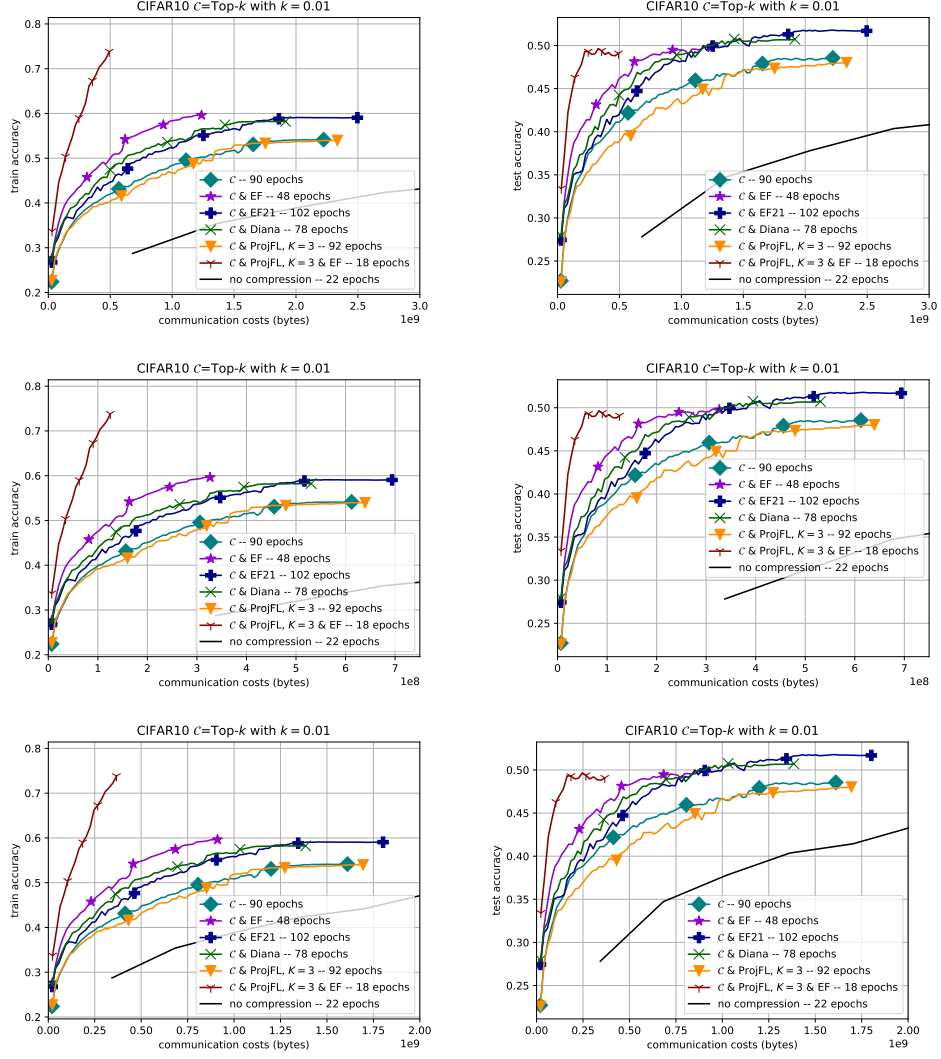 CIFAR10 𝒞=Top-k with k = 0.01
train accuracy
0.8
0.7
0.6
0.5
0.4
0.3
0.2
𝒞 -- 90 epochs
𝒞 & EF -- 48 epochs
𝒞 & EF21 -- 102 epochs
𝒞 & Diana -- 78 epochs
𝒞 & ProjFL, K = 3 -- 92 epochs
𝒞 & ProjFL, K = 3 & EF -- 18 epochs
no compression -- 22 epochs
0.0 0.5 1.0 1.5 2.0 2.5 3.0
communication costs (bytes)
1e9
CIFAR10 𝒞=Top-k with k = 0.01
test accuracy
0.50
0.45
0.40
0.35
0.30
0.25
𝒞 -- 90 epochs
𝒞 & EF -- 48 epochs
𝒞 & EF21 -- 102 epochs
𝒞 & Diana -- 78 epochs
𝒞 & ProjFL, K = 3 -- 92 epochs
𝒞 & ProjFL, K = 3 & EF -- 18 epochs
no compression -- 22 epochs
0.0 0.5 1.0 1.5 2.0 2.5 3.0
communication costs (bytes)
1e9
CIFAR10 𝒞=Top-k with k = 0.01
train accuracy
0.8
0.7
0.6
0.5
0.4
0.3
0.2
𝒞 -- 90 epochs
𝒞 & EF -- 48 epochs
𝒞 & EF21 -- 102 epochs
𝒞 & Diana -- 78 epochs
𝒞 & ProjFL, K = 3 -- 92 epochs
𝒞 & ProjFL, K = 3 & EF -- 18 epochs
no compression -- 22 epochs
0 1 2 3 4 5 6 7
communication costs (bytes)
1e8
CIFAR10 𝒞=Top-k with k = 0.01
test accuracy
0.50
0.45
0.40
0.35
0.30
0.25
𝒞 -- 90 epochs
𝒞 & EF -- 48 epochs
𝒞 & EF21 -- 102 epochs
𝒞 & Diana -- 78 epochs
𝒞 & ProjFL, K = 3 -- 92 epochs
𝒞 & ProjFL, K = 3 & EF -- 18 epochs
no compression -- 22 epochs
0 1 2 3 4 5 6 7
communication costs (bytes)
1e8
CIFAR10 𝒞=Top-k with k = 0.01
train accuracy
0.8
0.7
0.6
0.5
0.4
0.3
0.2
𝒞 -- 90 epochs
𝒞 & EF -- 48 epochs
𝒞 & EF21 -- 102 epochs
𝒞 & Diana -- 78 epochs
𝒞 & ProjFL, K = 3 -- 92 epochs
𝒞 & ProjFL, K = 3 & EF -- 18 epochs
no compression -- 22 epochs
0.00 0.25 0.50 0.75 1.00 1.25 1.50 1.75 2.00
communication costs (bytes)
1e9
CIFAR10 𝒞=Top-k with k = 0.01
test accuracy
0.50
0.45
0.40
0.35
0.30
0.25
𝒞 -- 90 epochs
𝒞 & EF -- 48 epochs
𝒞 & EF21 -- 102 epochs
𝒞 & Diana -- 78 epochs
𝒞 & ProjFL, K = 3 -- 92 epochs
𝒞 & ProjFL, K = 3 & EF -- 18 epochs
no compression -- 22 epochs
0.00 0.25 0.50 0.75 1.00 1.25 1.50 1.75 2.00
communication costs (bytes)
1e9